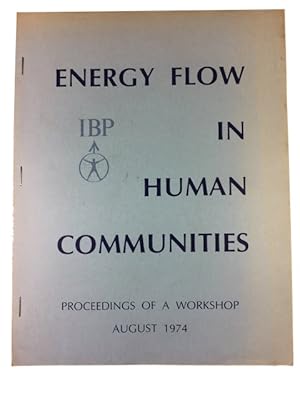 ENERGY FLOW
IBP IN
HUMAN
COMMUNITIES
PROCEEDINGS OF A WORKSHOP
AUGUST 1974